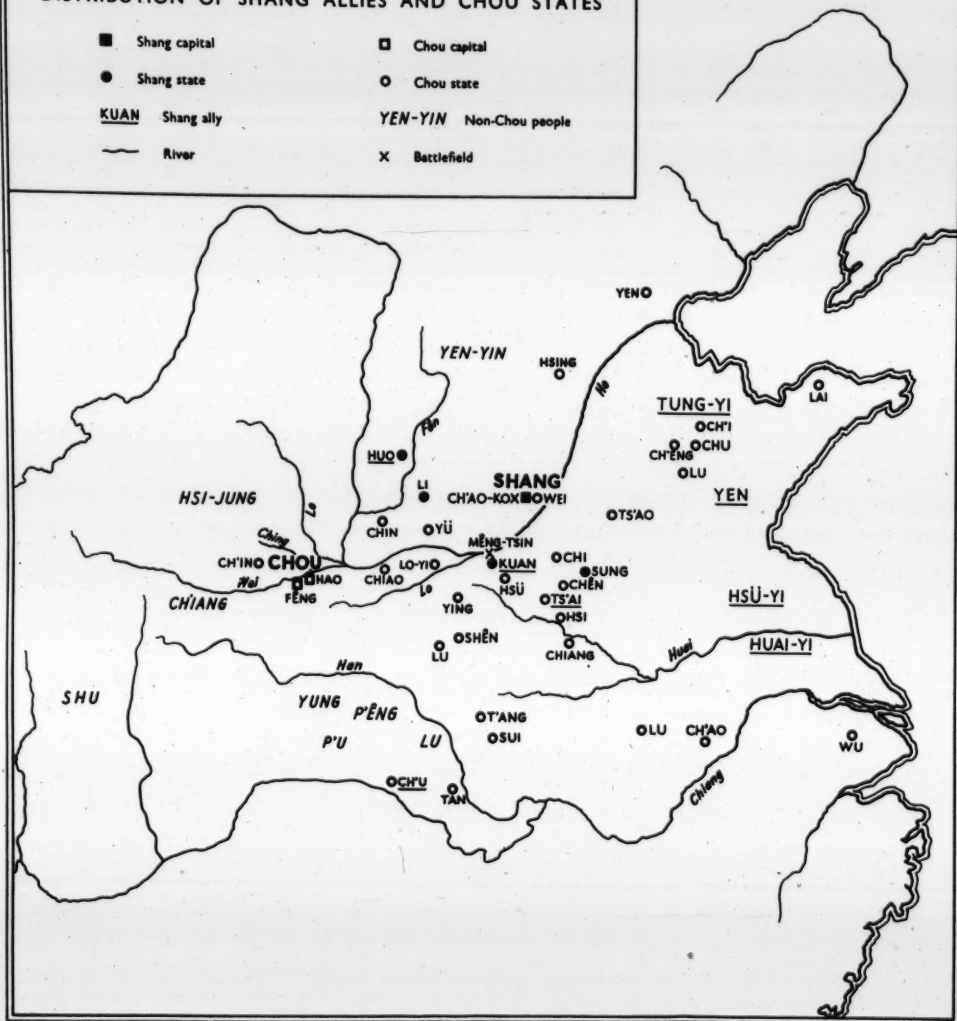 DISTRIBUTION OF SHANG ALLIES AND CHOU STATES
Shang capital
Chou capital
Shang state
Chou state
KUAN Shang ally
YEN-YIN Non-Chou people
River
Battlefield
YEN
YEN-YIN
HSING
Ho
TUNG-YI
LAI
CH'I
Fên
HUO
CH'ÊNG
CHU
LU
SHANG
HSI-JUNG
LI
CH'AO-KO
WEI
YEN
Lo
TS'AO
CHIN
YÜ
Ching
MÊNG-TSIN
CH'IN
CHOU
LO-YI
KUAN
CHI
SUNG
Wei
HAO
CHIAO
HSÜ
CHÊN
FÊNG
Lo
CH'IANG
YING
TS'AI
HSÜ-YI
HSI
SHÊN
LU
CHIANG
Huai
HUAI-YI
Han
SHU
YUNG
P'ÊNG
T'ANG
P'U
LU
SUI
LU
CH'AO
WU
CH'U
TAN
Chiang